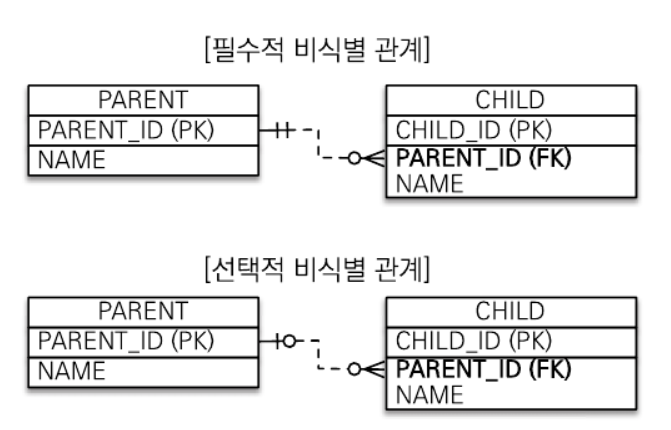 [필수적 비식별 관계]
PARENT
PARENT_ID (PK)
NAME
CHILD
CHILD_ID (PK)
PARENT_ID (FK)
NAME
[선택적 비식별 관계]
PARENT
PARENT_ID (PK)
NAME
CHILD
CHILD_ID (PK)
PARENT_ID (FK)
NAME